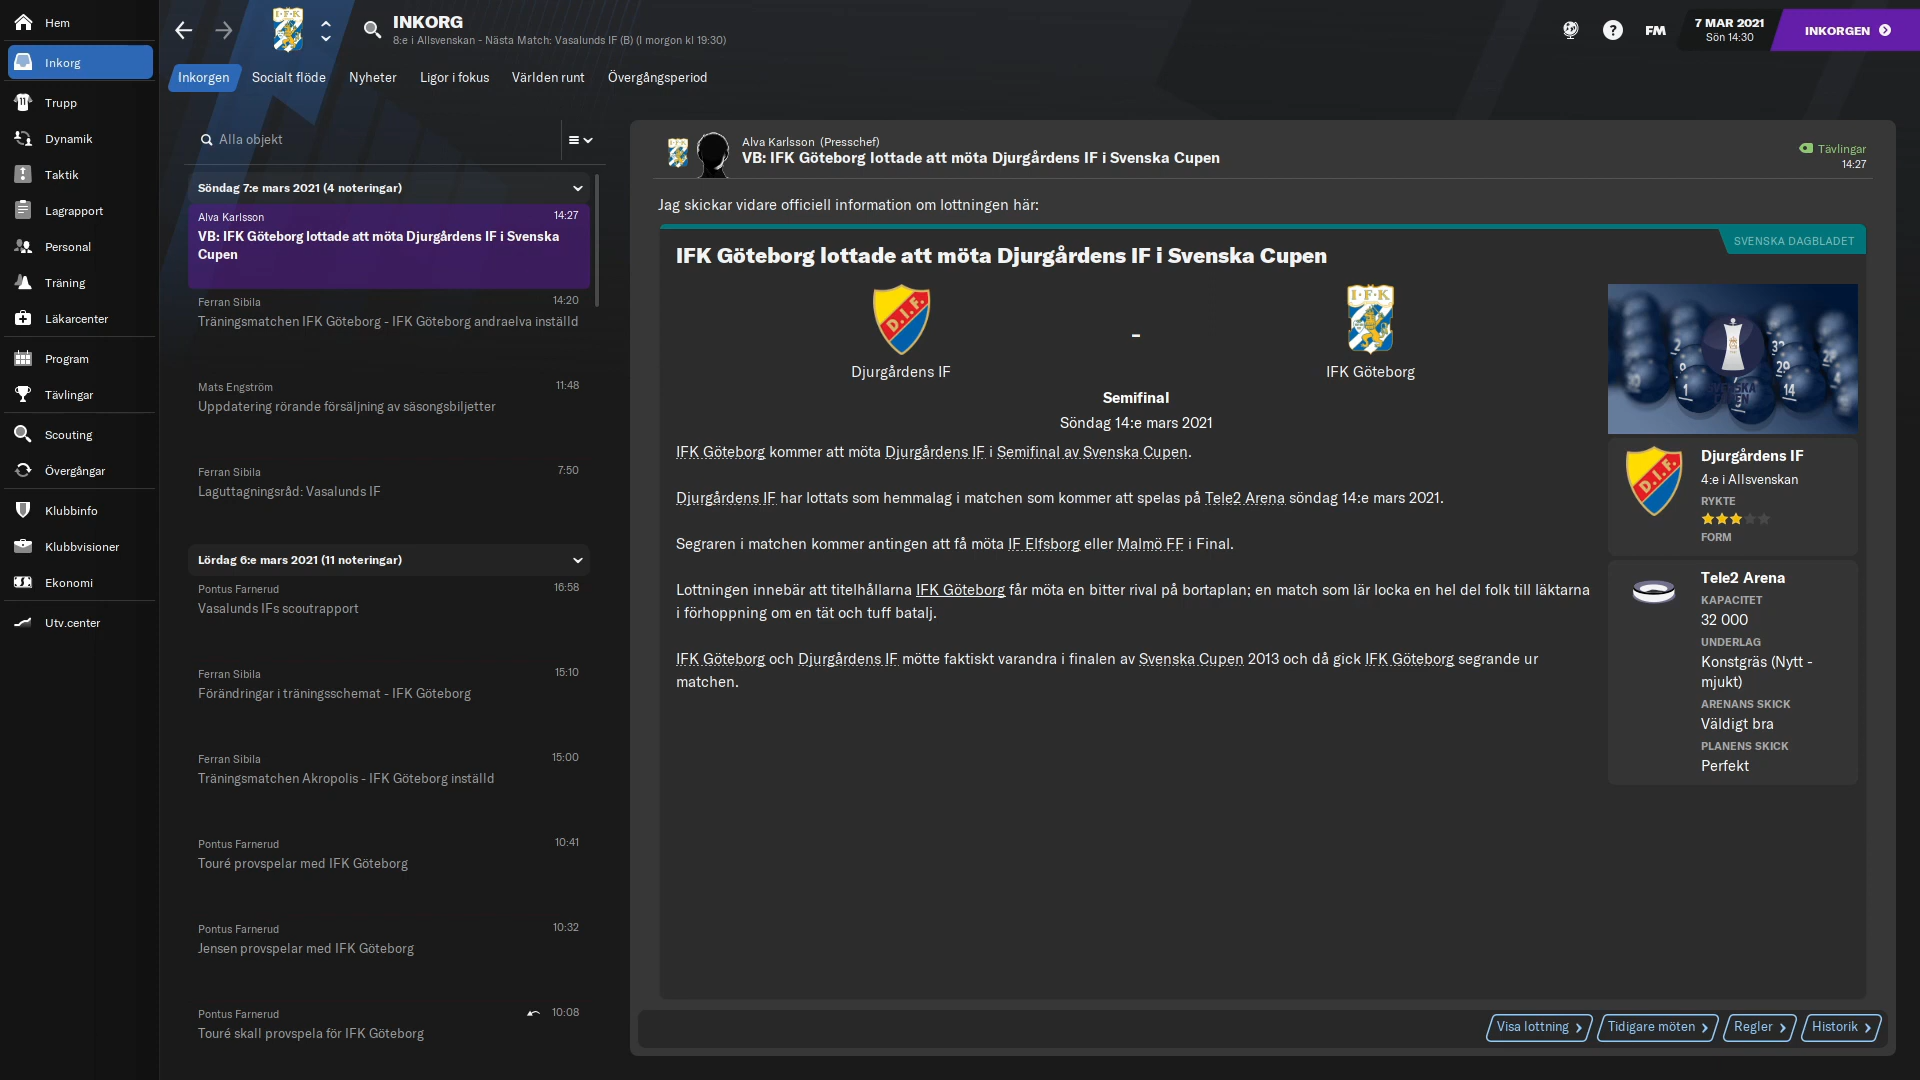 Hem
Inkorg
Trupp
Dynamik
Taktik
Lagrapport
Personal
Träning
Läkarcenter
Program
Tävlingar
Scouting
Övergångar
Klubbinfo
Klubbvisioner
Ekonomi
Utv.center
INKORG
8:e i Allsvenskan - Nästa Match: Vasalunds IF (B) (I morgon kl 19:30)
FM
7 MAR 2021
Sön 14:30
INKORGEN
Inkorgen Socialt flöde Nyheter Ligor i fokus Världen runt Övergångsperiod
Alla objekt
Söndag 7:e mars 2021 (4 noteringar)
Alva Karlsson 14:27
VB: IFK Göteborg lottade att möta Djurgårdens IF i Svenska
Cupen
Ferran Sibila 14:20
Träningsmatchen IFK Göteborg - IFK Göteborg andraelva inställd
Mats Engström 11:48
Uppdatering rörande försäljning av säsongsbiljetter
Ferran Sibila 7:50
Laguttagningsråd: Vasalunds IF
Lördag 6:e mars 2021 (11 noteringar)
Pontus Farnerud 16:58
Vasalunds IFs scoutrapport
Ferran Sibila 15:10
Förändringar i träningsschemat - IFK Göteborg
Ferran Sibila 15:00
Träningsmatchen Akropolis - IFK Göteborg inställd
Pontus Farnerud 10:41
Touré provspelar med IFK Göteborg
Pontus Farnerud 10:32
Jensen provspelar med IFK Göteborg
Pontus Farnerud 10:08
Touré skall provspela för IFK Göteborg
Alva Karlsson (Presschef)
VB: IFK Göteborg lottade att möta Djurgårdens IF i Svenska Cupen
Tävlingar
14:27
Jag skickar vidare officiell information om lottningen här:
SVENSKA DAGBLADET
IFK Göteborg lottade att möta Djurgårdens IF i Svenska Cupen
D.I.F.
I.F.K
-
Djurgårdens IF IFK Göteborg
Semifinal
Söndag 14:e mars 2021
IFK Göteborg kommer att möta Djurgårdens IF i Semifinal av Svenska Cupen.
Djurgårdens IF har lottats som hemmalag i matchen som kommer att spelas på Tele2 Arena söndag 14:e mars 2021.
Segraren i matchen kommer antingen att få möta IF Elfsborg eller Malmö FF i Final.
Lottningen innebär att titelhållarna IFK Göteborg får möta en bitter rival på bortaplan; en match som lär locka en hel del folk till läktarna
i förhoppning om en tät och tuff batalj.
IFK Göteborg och Djurgårdens IF mötte faktiskt varandra i finalen av Svenska Cupen 2013 och då gick IFK Göteborg segrande ur
matchen.
SVENSKA
CUPEN
D.I.F.
Djurgårdens IF
4:e i Allsvenskan
RYKTE
FORM
Tele2 Arena
KAPACITET
32 000
UNDERLAG
Konstgräs (Nytt -
mjukt)
ARENANS SKICK
Väldigt bra
PLANENS SKICK
Perfekt
Visa lottning Tidigare möten Regler Historik